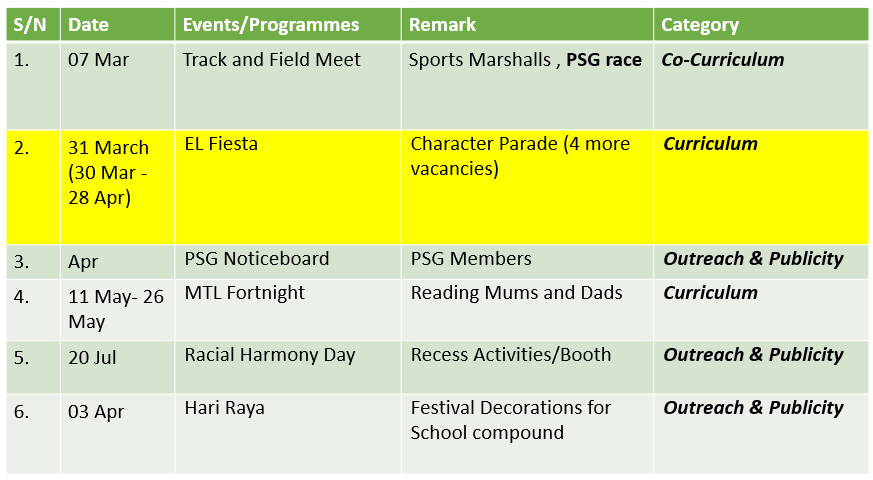 S/N Date Events/Programmes Remark Category
1. 07 Mar Track and Field Meet Sports Marshalls , PSG race Co-Curriculum
2. 31 March EL Fiesta Character Parade (4 more Curriculum
(30 Mar - vacancies)
28 Apr)
3. Apr PSG Noticeboard PSG Members Outreach & Publicity
4. 11 May- 26 MTL Fortnight Reading Mums and Dads Curriculum
May
5. 20 Jul Racial Harmony Day Recess Activities/Booth Outreach & Publicity
6. 03 Apr Hari Raya Festival Decorations for Outreach & Publicity
School compound